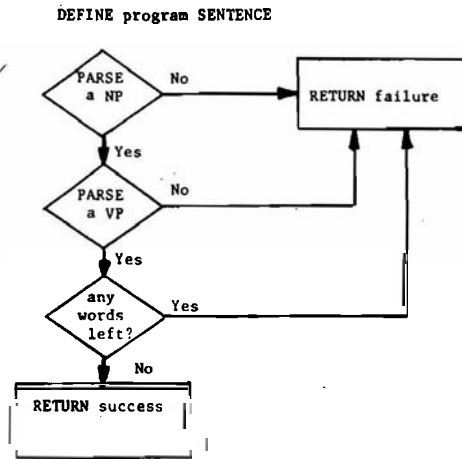 DEFINE program SENTENCE
PARSE
a NP
No
RETURN failure
Yes
PARSE
a VP
No
Yes
any
words
left?
Yes
No
RETURN success